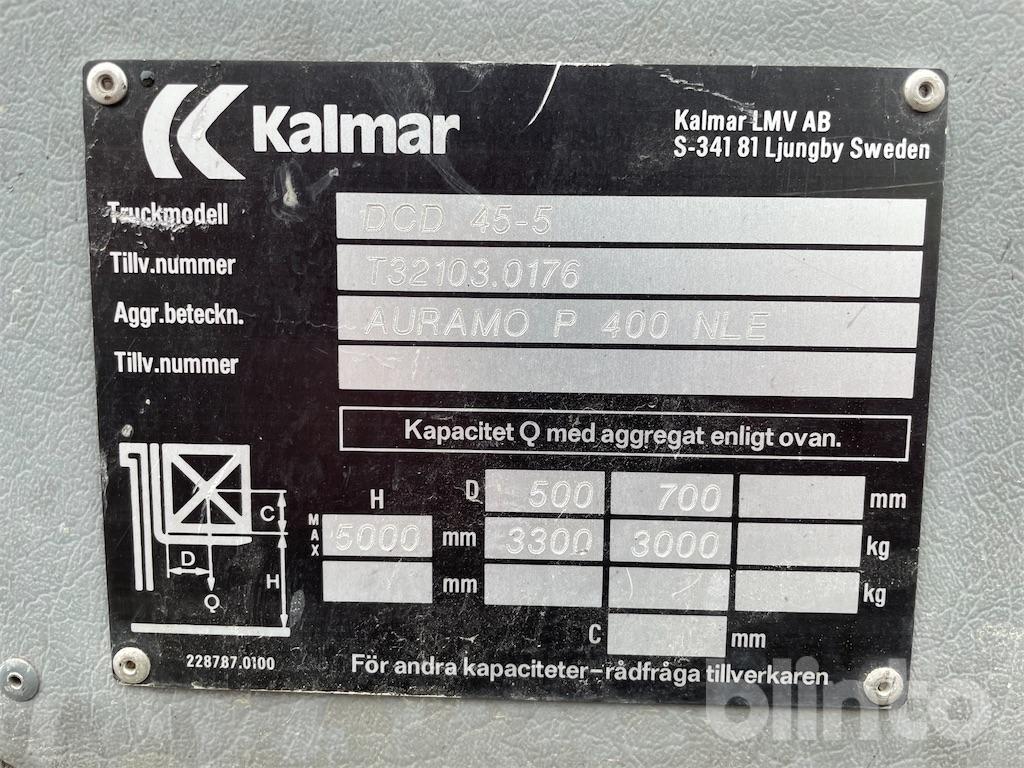 Kalmar
Kalmar LMV AB
S-341 81 Ljungby Sweden
Truckmodell DCD 45-5
Tillv.nummer T32103.0176
Aggr.beteckn. AURAMO P 400 NLE
Tillv.nummer
Kapacitet Q med aggregat enligt ovan.
H D 500 700 mm
MAX 5000 mm 3300 3000 kg
mm kg
C mm
C
D
H
Q
228787.0100
För andra kapaciteter-rådfråga tillverkaren
blinto